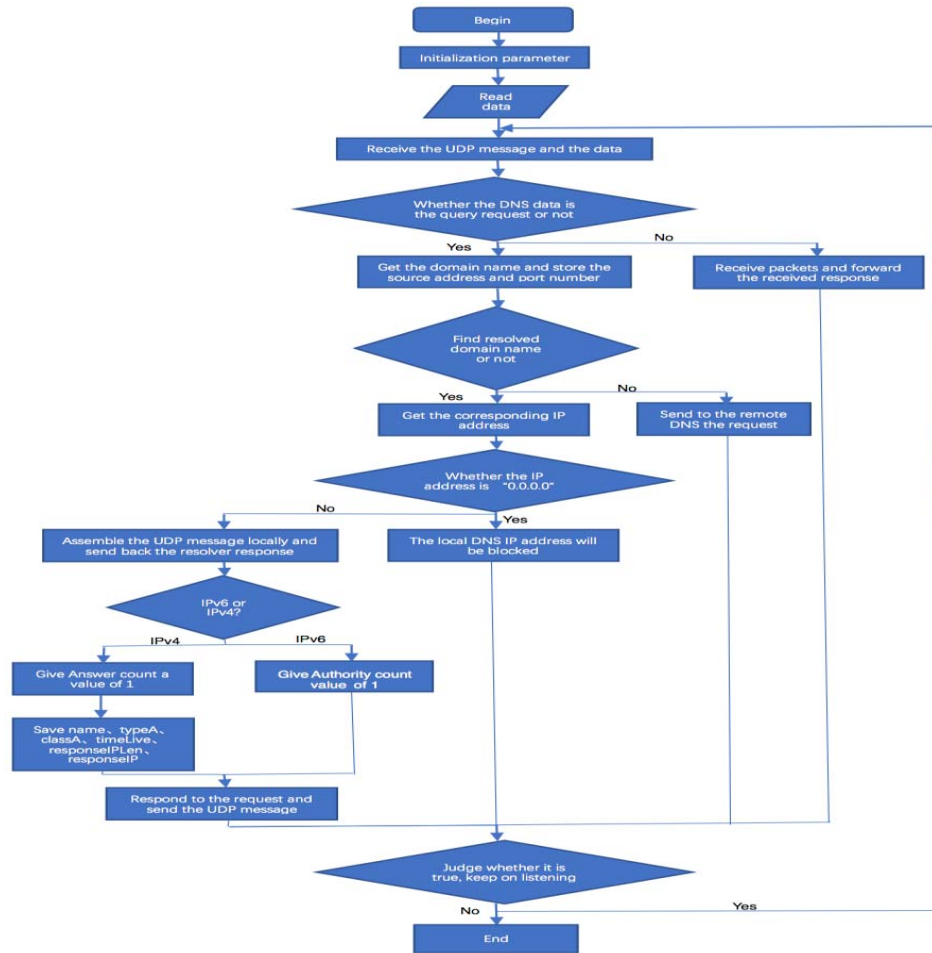 Begin
Initialization parameter
Read
data
Receive the UDP message and the data
Whether the DNS data is
the query request or not
Yes
No
Get the domain name and store the
source address and port number
Receive packets and forward
the received response
Find resolved
domain name
or not
Yes
No
Get the corresponding IP
address
Send to the remote
DNS the request
Whether the IP
address is “0.0.0.0”
No
Yes
Assemble the UDP message locally and
send back the resolver response
The local DNS IP address will
be blocked
IPv6 or
IPv4?
IPv4
IPv6
Give Answer count a
value of 1
Give Authority count
value of 1
Save name、typeA、
classA、timeLive、
responseIPLen、
responseIP
Respond to the request and
send the UDP message
Judge whether it is
true, keep on listening
No
Yes
End